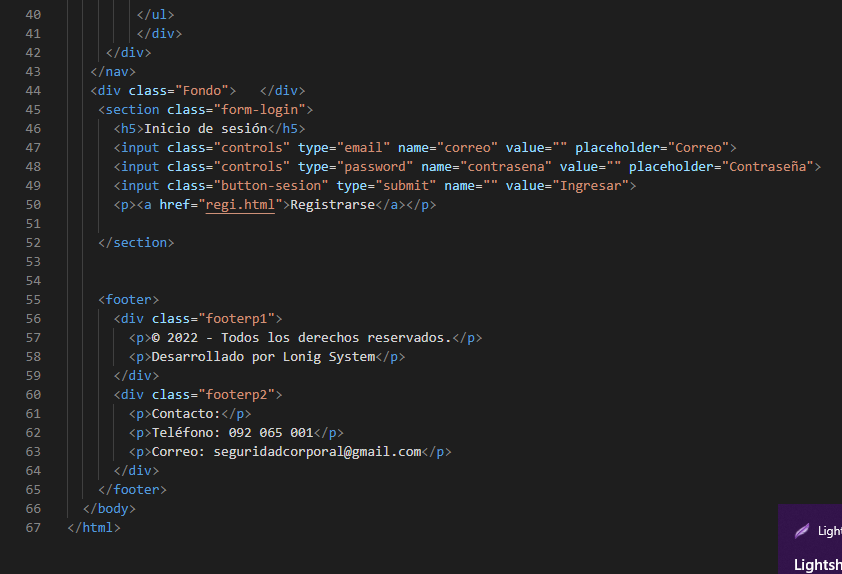 40 </ul>
41 </div>
42 </div>
43 </nav>
44 <div class="Fondo"> </div>
45 <section class="form-login">
46 <h5>Inicio de sesión</h5>
47 <input class="controls" type="email" name="correo" value="" placeholder="Correo">
48 <input class="controls" type="password" name="contrasena" value="" placeholder="Contraseña">
49 <input class="button-sesion" type="submit" name="" value="Ingresar">
50 <p><a href="regi.html">Registrarse</a></p>
51
52 </section>
53
54
55 <footer>
56 <div class="footerp1">
57 <p>© 2022 - Todos los derechos reservados.</p>
58 <p>Desarrollado por Lonig System</p>
59 </div>
60 <div class="footerp2">
61 <p>Contacto:</p>
62 <p>Teléfono: 092 065 001</p>
63 <p>Correo: seguridadcorporal@gmail.com</p>
64 </div>
65 </footer>
66 </body>
67 </html>
Light
Lightsh